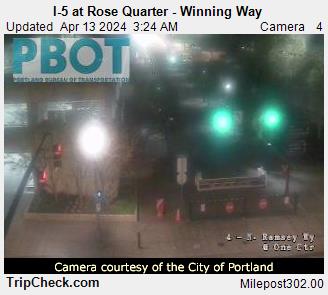 I-5 at Rose Quarter - Winning Way
Updated Apr 13 2024 3:24 AM Camera 4
PBOT
PORTLAND BUREAU OF TRANSPORTATION
4 - N. Ramsey Wy
@ One Ctr
Camera courtesy of the City of Portland
TripCheck.com Milepost302.00